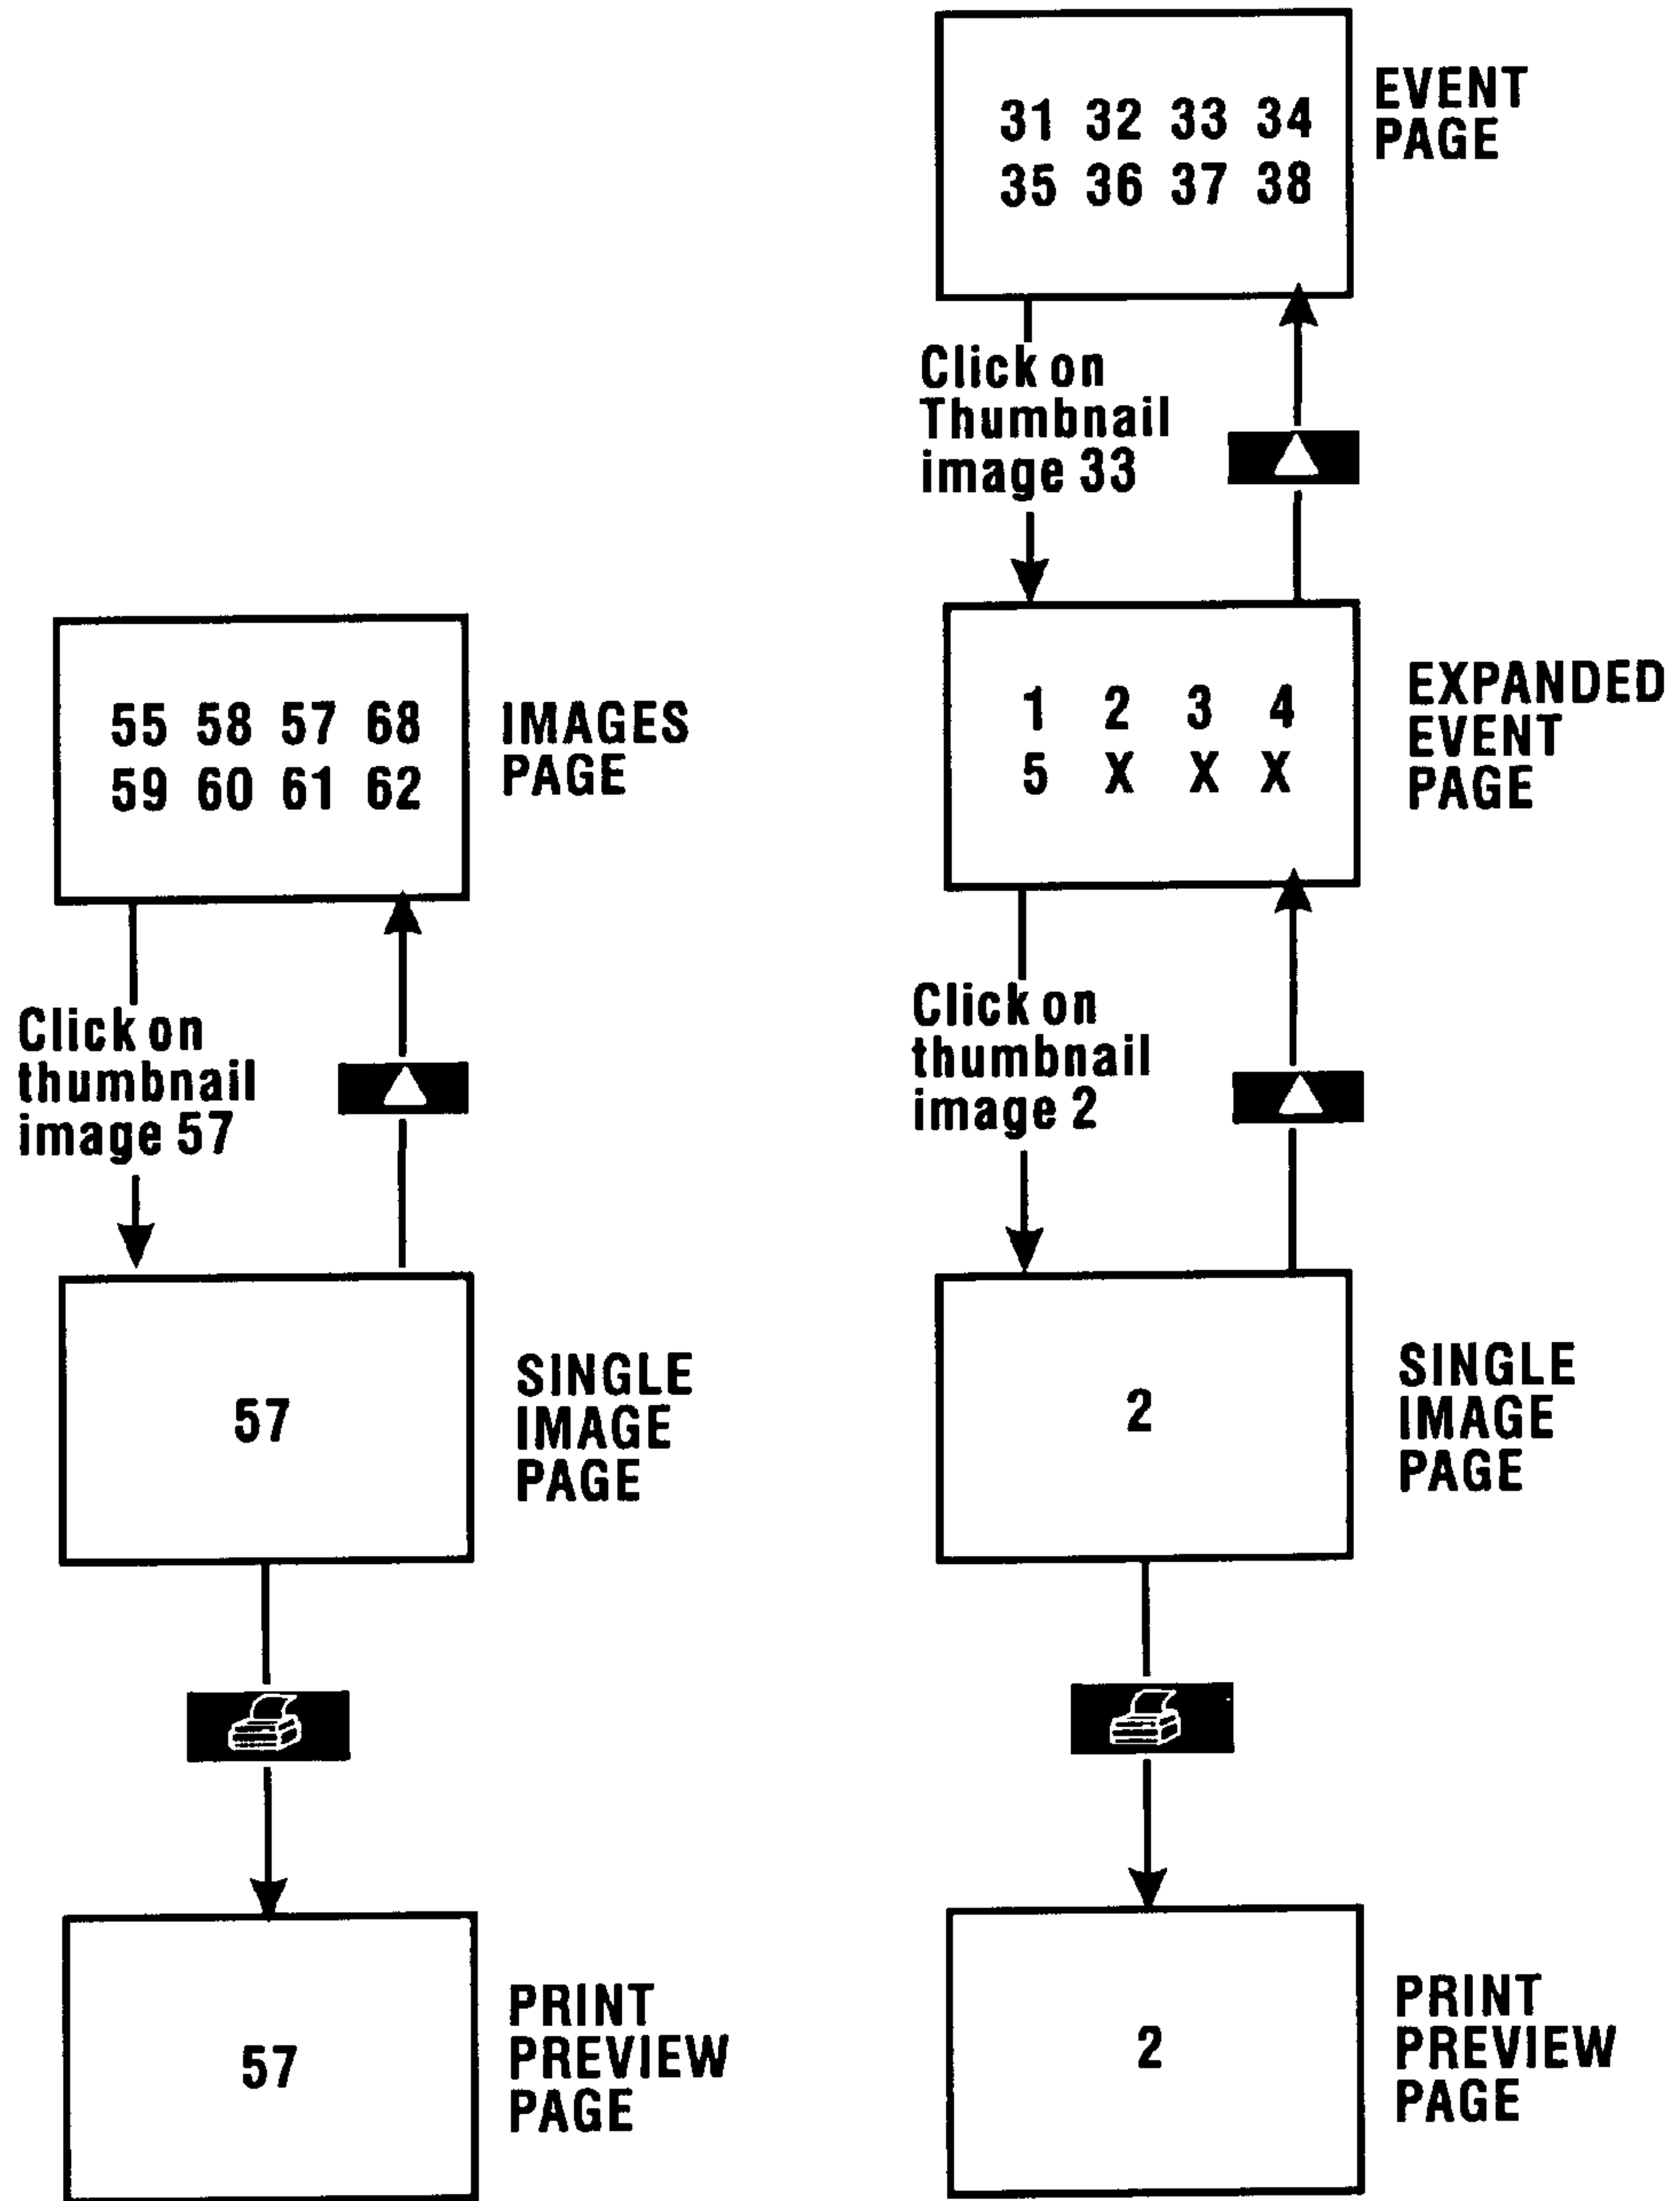 31 32 33 34
35 36 37 38
EVENT
PAGE
Click on
Thumbnail
image 33
1 2 3 4
5 X X X
EXPANDED
EVENT
PAGE
Click on
thumbnail
image 2
2
SINGLE
IMAGE
PAGE
2
PRINT
PREVIEW
PAGE
55 58 57 68
59 60 61 62
IMAGES
PAGE
Click on
thumbnail
image 57
57
SINGLE
IMAGE
PAGE
57
PRINT
PREVIEW
PAGE